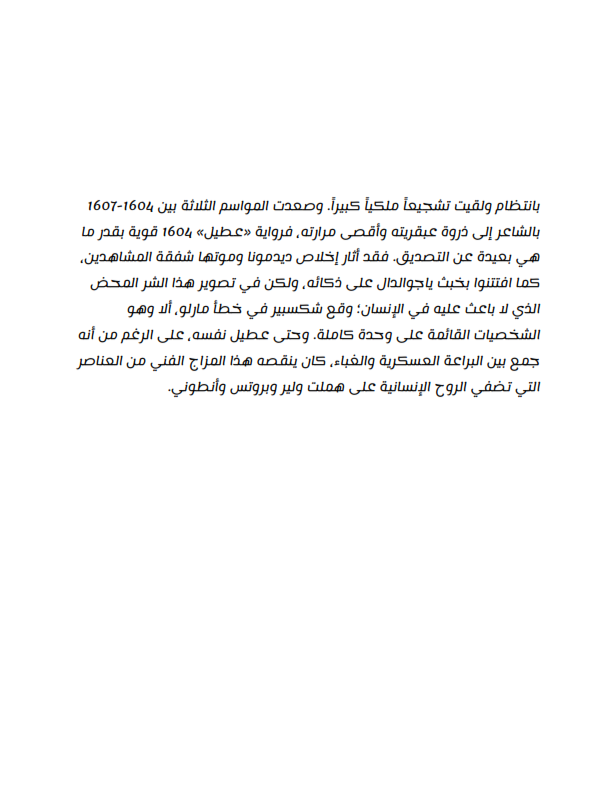 بانتظام ولقيت تشجيعاً ملكياً كبيراً. وصعدت المواسم الثلاثة بين 1604-1607
بالشاعر إلى ذروة عبقريته وأقصى مرارته، فرواية «عطيل» 1604 قوية بقدر ما
هي بعيدة عن التصديق. فقد أثار إخلاص ديدمونا وموتها شفقة المشاهدين،
كما افتتنوا بخبث ياجوالدال على ذكائه، ولكن في تصوير هذا الشر المحض
الذي لا باعث عليه في الإنسان؛ وقع شكسبير في خطأ مارلو، ألا وهو
الشخصيات القائمة على وحدة كاملة. وحتى عطيل نفسه، على الرغم من أنه
جمع بين البراعة العسكرية والغباء، كان ينقصه هذا المزاج الفني من العناصر
التي تضفي الروح الإنسانية على هملت ولير وبروتس وأنطوني.